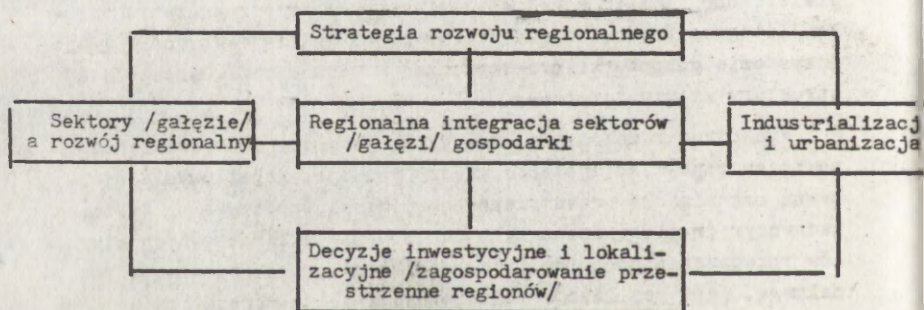 Strategia rozwoju regionalnego
Sektory /gałęzie/
a rozwój regionalny
Regionalna integracja sektorów
/gałęzi/ gospodarki
Industrializacj
i urbanizacja
Decyzje inwestycyjne i lokali-
zacyjne /zagospodarowanie prze-
strzenne regionów/